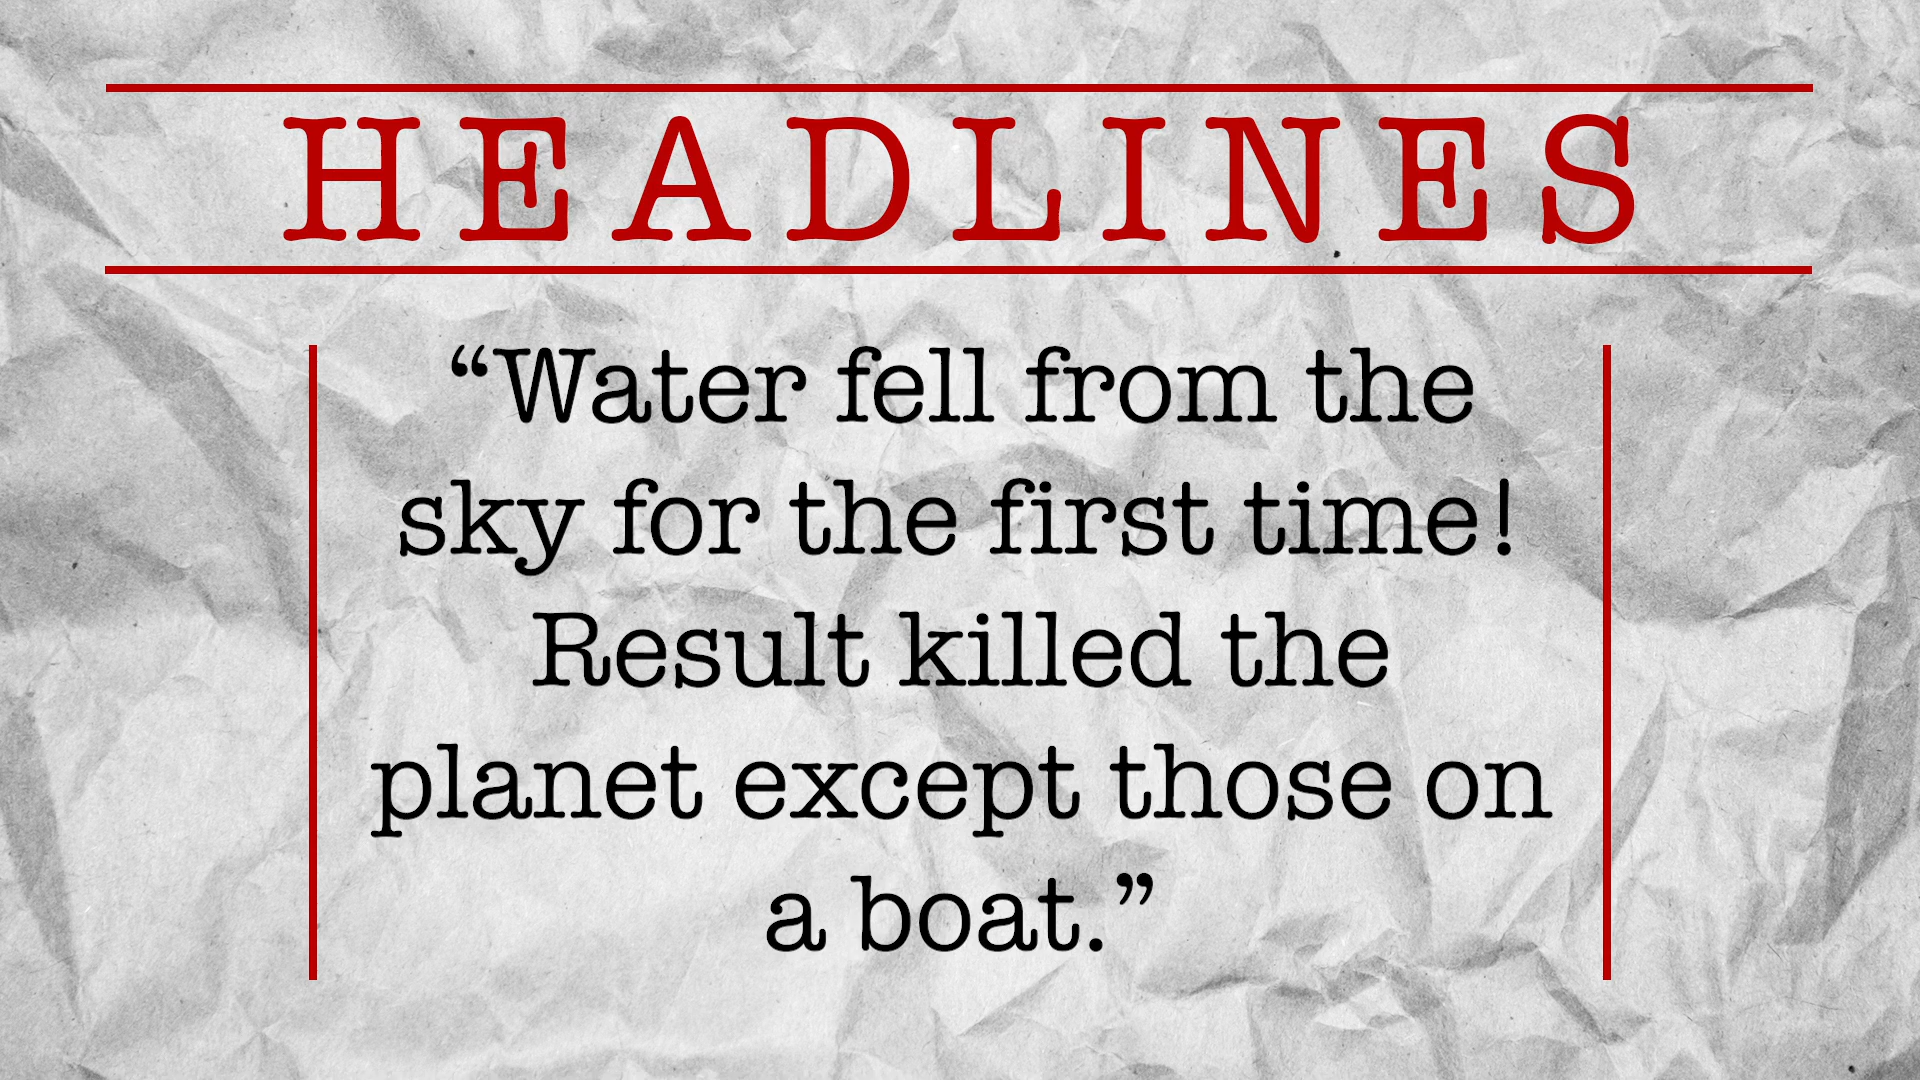 HEADLINES
“Water fell from the
sky for the first time!
Result killed the
planet except those on
a boat.”